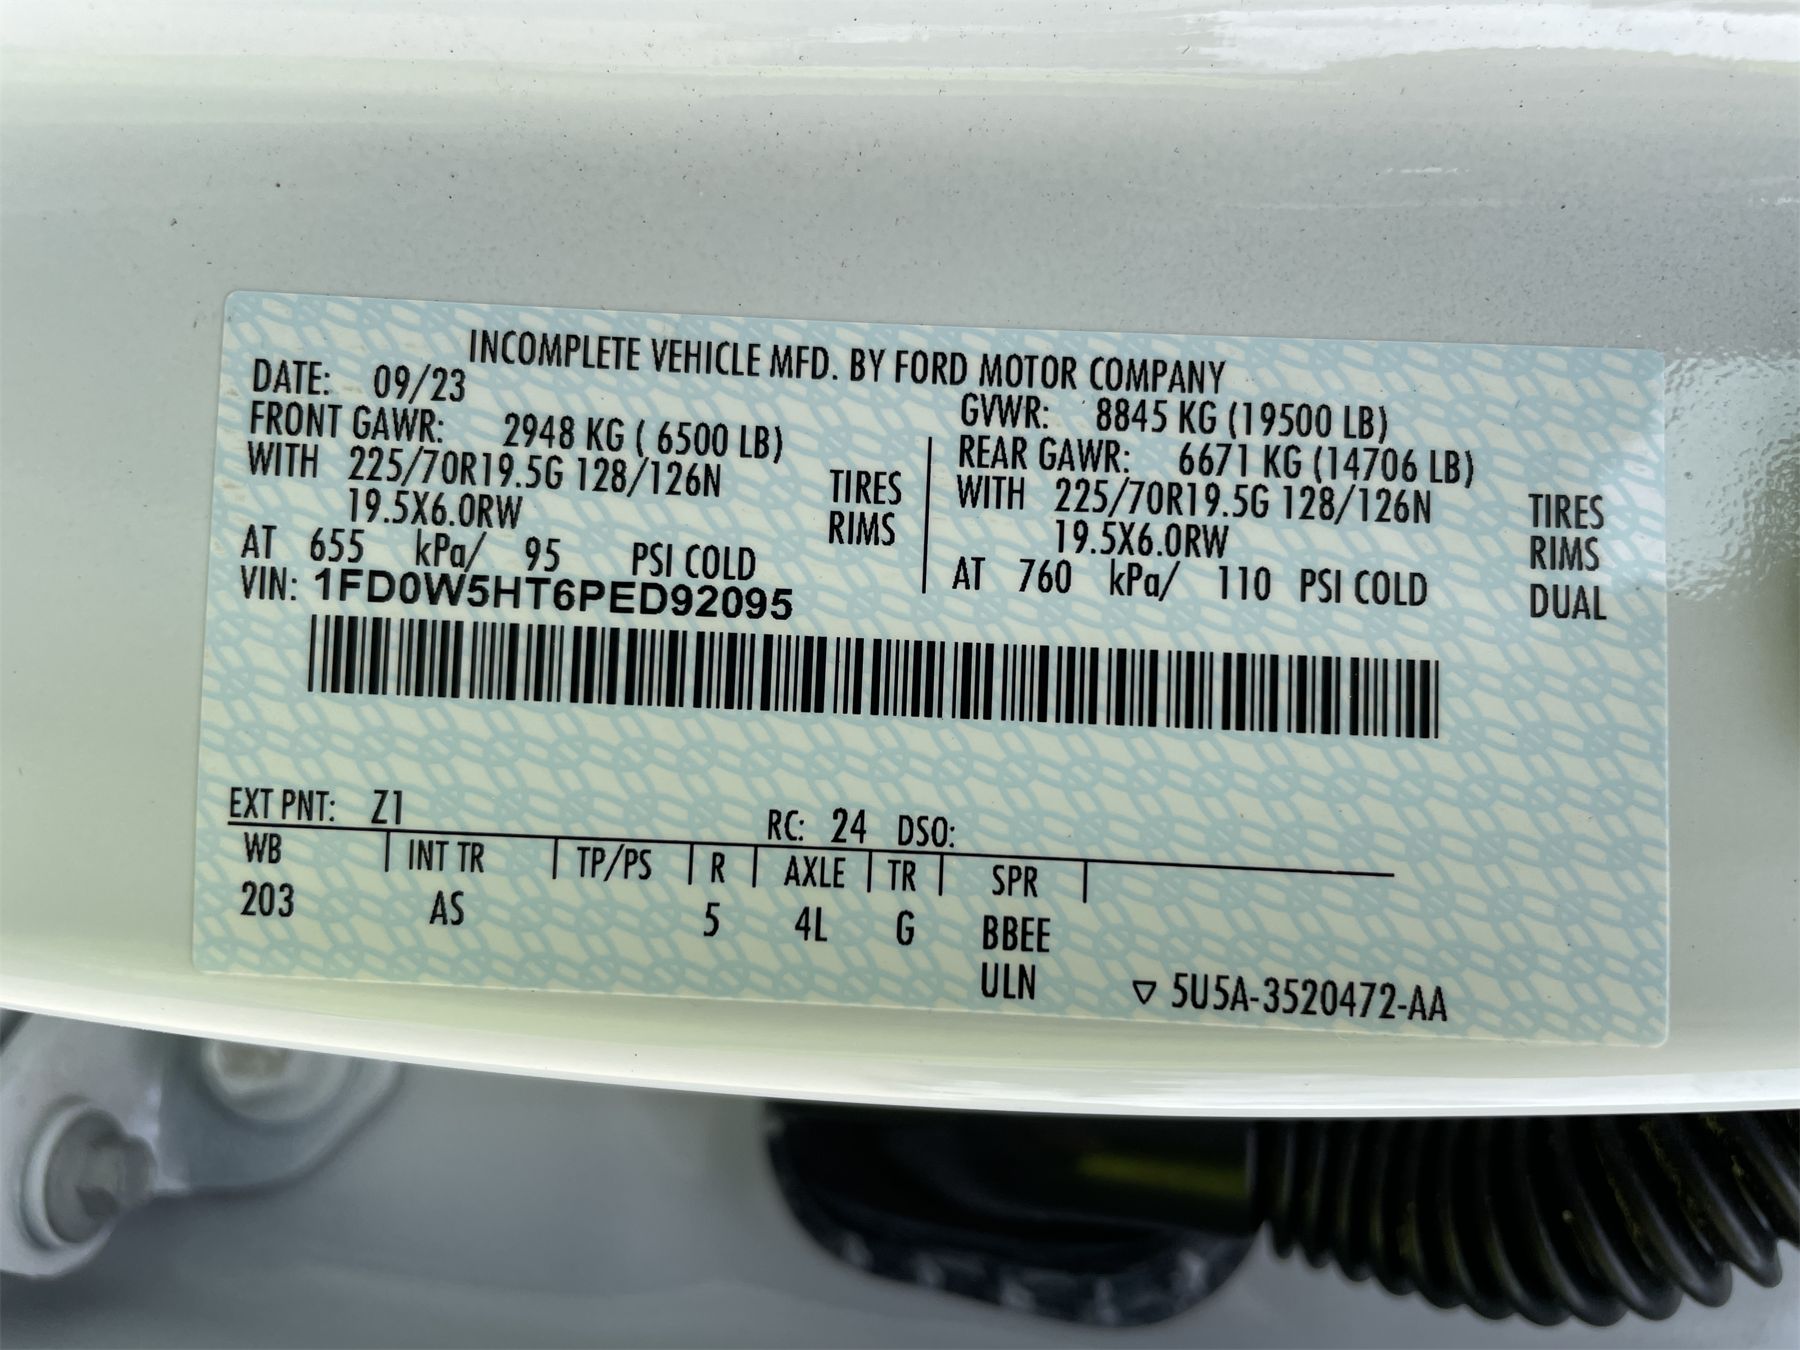 INCOMPLETE VEHICLE MFD. BY FORD MOTOR COMPANY
DATE: 09/23
GVWR: 8845 KG (19500 LB)
FRONT GAWR: 2948 KG ( 6500 LB)
WITH 225/70R19.5G 128/126N TIRES
19.5X6.0RW RIMS
AT 655 kPa/ 95 PSI COLD
REAR GAWR: 6671 KG (14706 LB)
WITH 225/70R19.5G 128/126N TIRES
19.5X6.0RW RIMS
AT 760 kPa/ 110 PSI COLD DUAL
VIN: 1FD0W5HT6PED92095
EXT PNT: Z1 RC: 24 DSO:
WB | INT TR | TP/PS | R | AXLE | TR | SPR |
203 AS 5 4L G BBEE
ULN ▽ 5U5A-3520472-AA